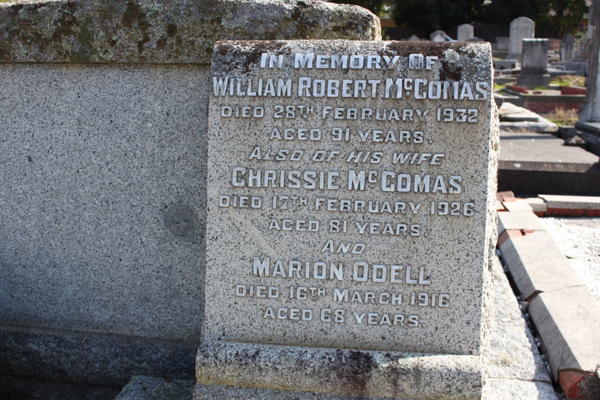 In Memory of
William Robert McComas
Died 28th February 1932
Aged 91 years.
Also of his wife
Chrissie McComas
Died 17th February 1926
Aged 81 years.
And
Marion Odell
Died 16th March 1916
Aged 68 years.